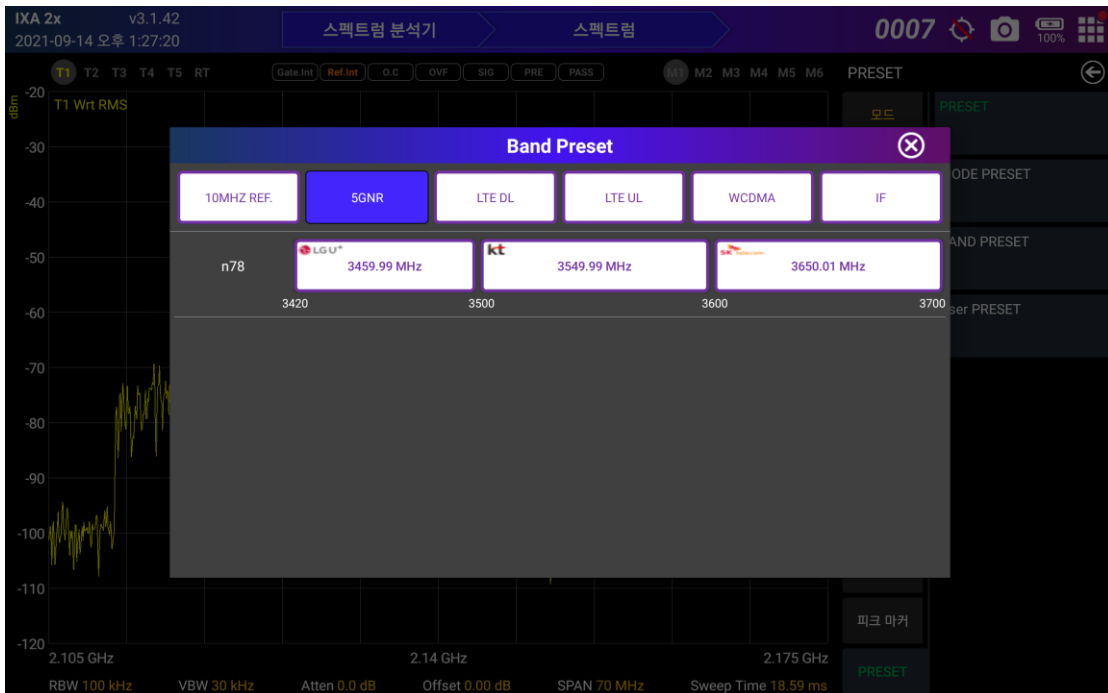 IXA 2x v3.1.42
2021-09-14 오후 1:27:20
스펙트럼 분석기
스펙트럼
0007
100%
T1 T2 T3 T4 T5 RT
Gate.Int Ref.Int O.C OVF SIG PRE PASS
M1 M2 M3 M4 M5 M6
PRESET
dBm
-20
T1 Wrt RMS
모드
PRESET
-30
Band Preset
ODE PRESET
-40
10MHZ REF.
5GNR
LTE DL
LTE UL
WCDMA
IF
AND PRESET
-50
n78
LG U+
3459.99 MHz
kt
3549.99 MHz
SK telecom
3650.01 MHz
3420
3500
3600
3700
-60
ser PRESET
-70
-80
-90
-100
-110
피크 마커
-120
2.105 GHz
2.14 GHz
2.175 GHz
PRESET
RBW 100 kHz VBW 30 kHz Atten 0.0 dB Offset 0.00 dB SPAN 70 MHz Sweep Time 18.59 ms